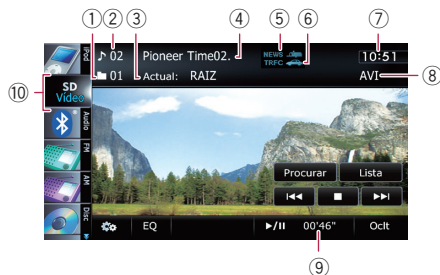 ① ② ③ ④ ⑤ ⑥ ⑦
iPod
♪ 02 Pioneer Time02. NEWS TRFC 10:51
01 Actual: RAIZ AVI ⑧
⑩ SD
Video
Audio
FM
AM
Disc
Procurar Lista
EQ ►/II 00'46" Oclt
⑨